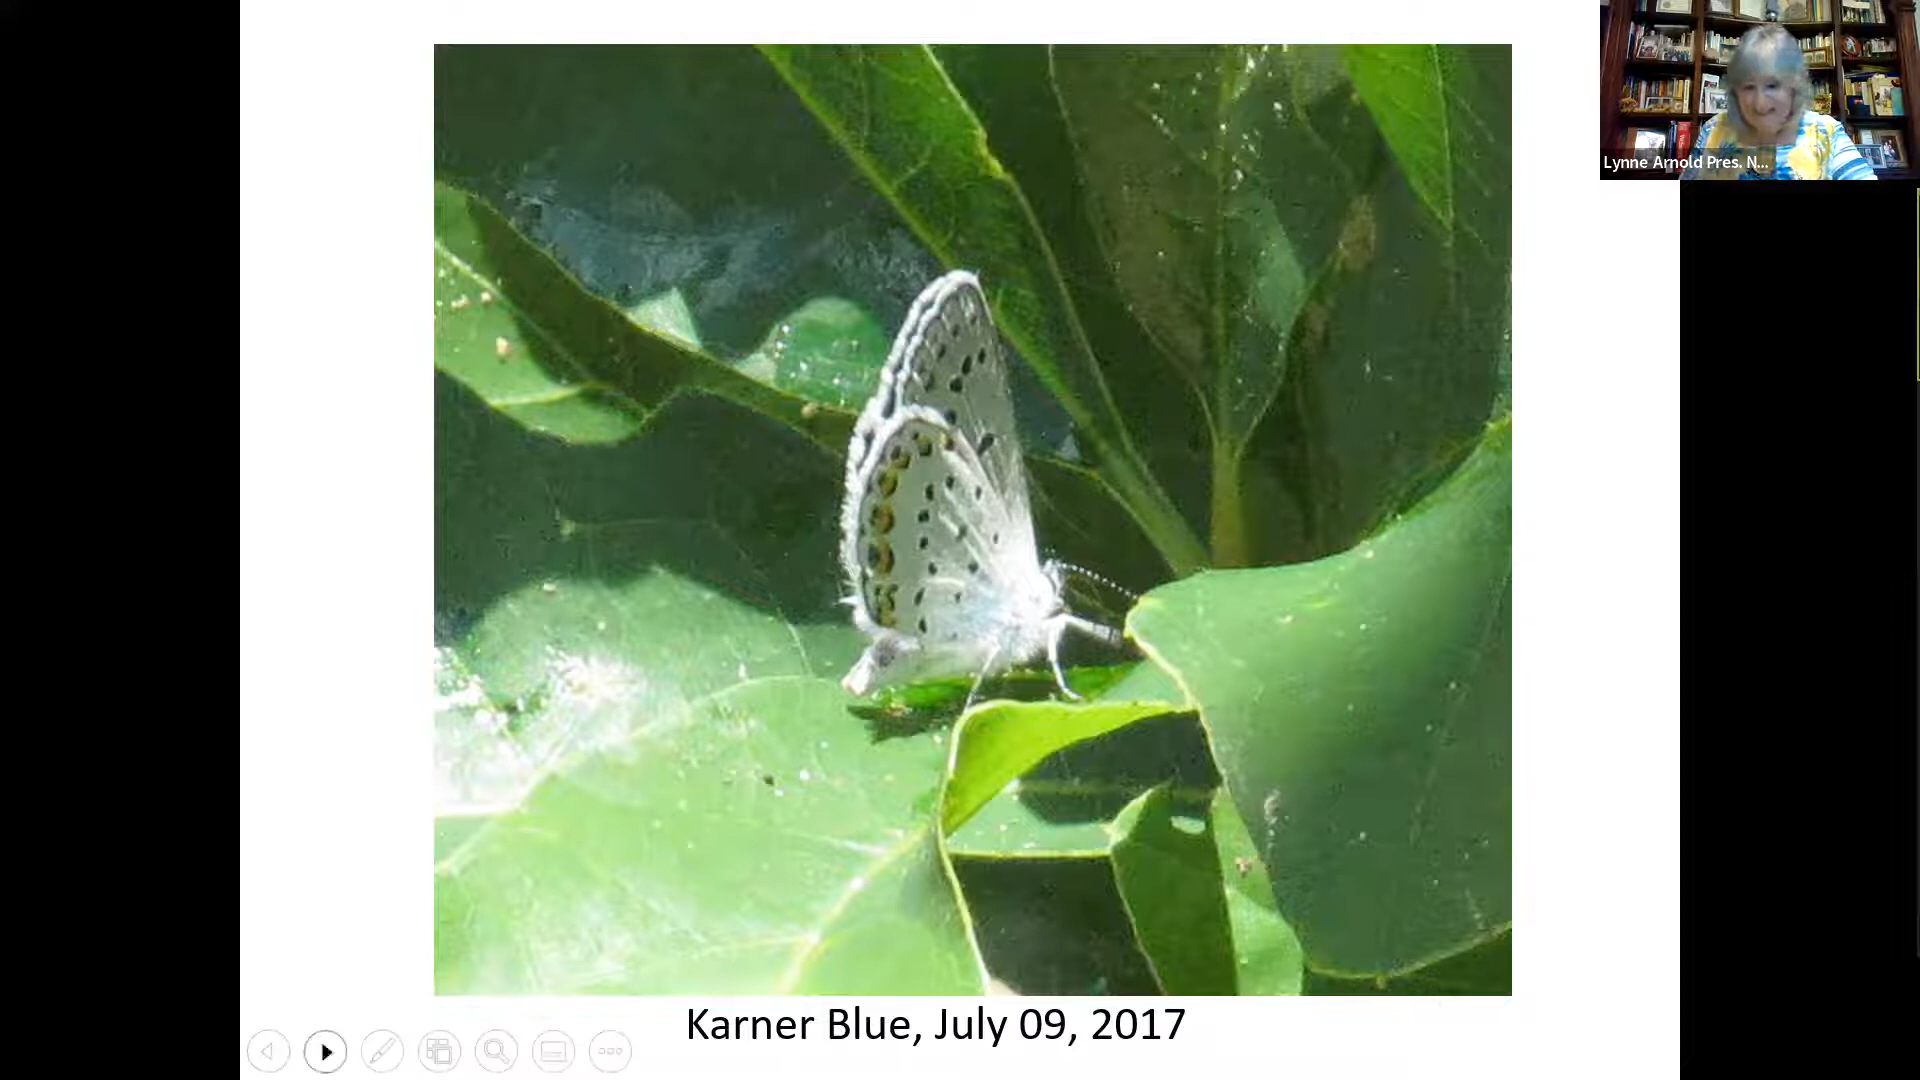 Lynne Arnold Pres. N...
Karner Blue, July 09, 2017